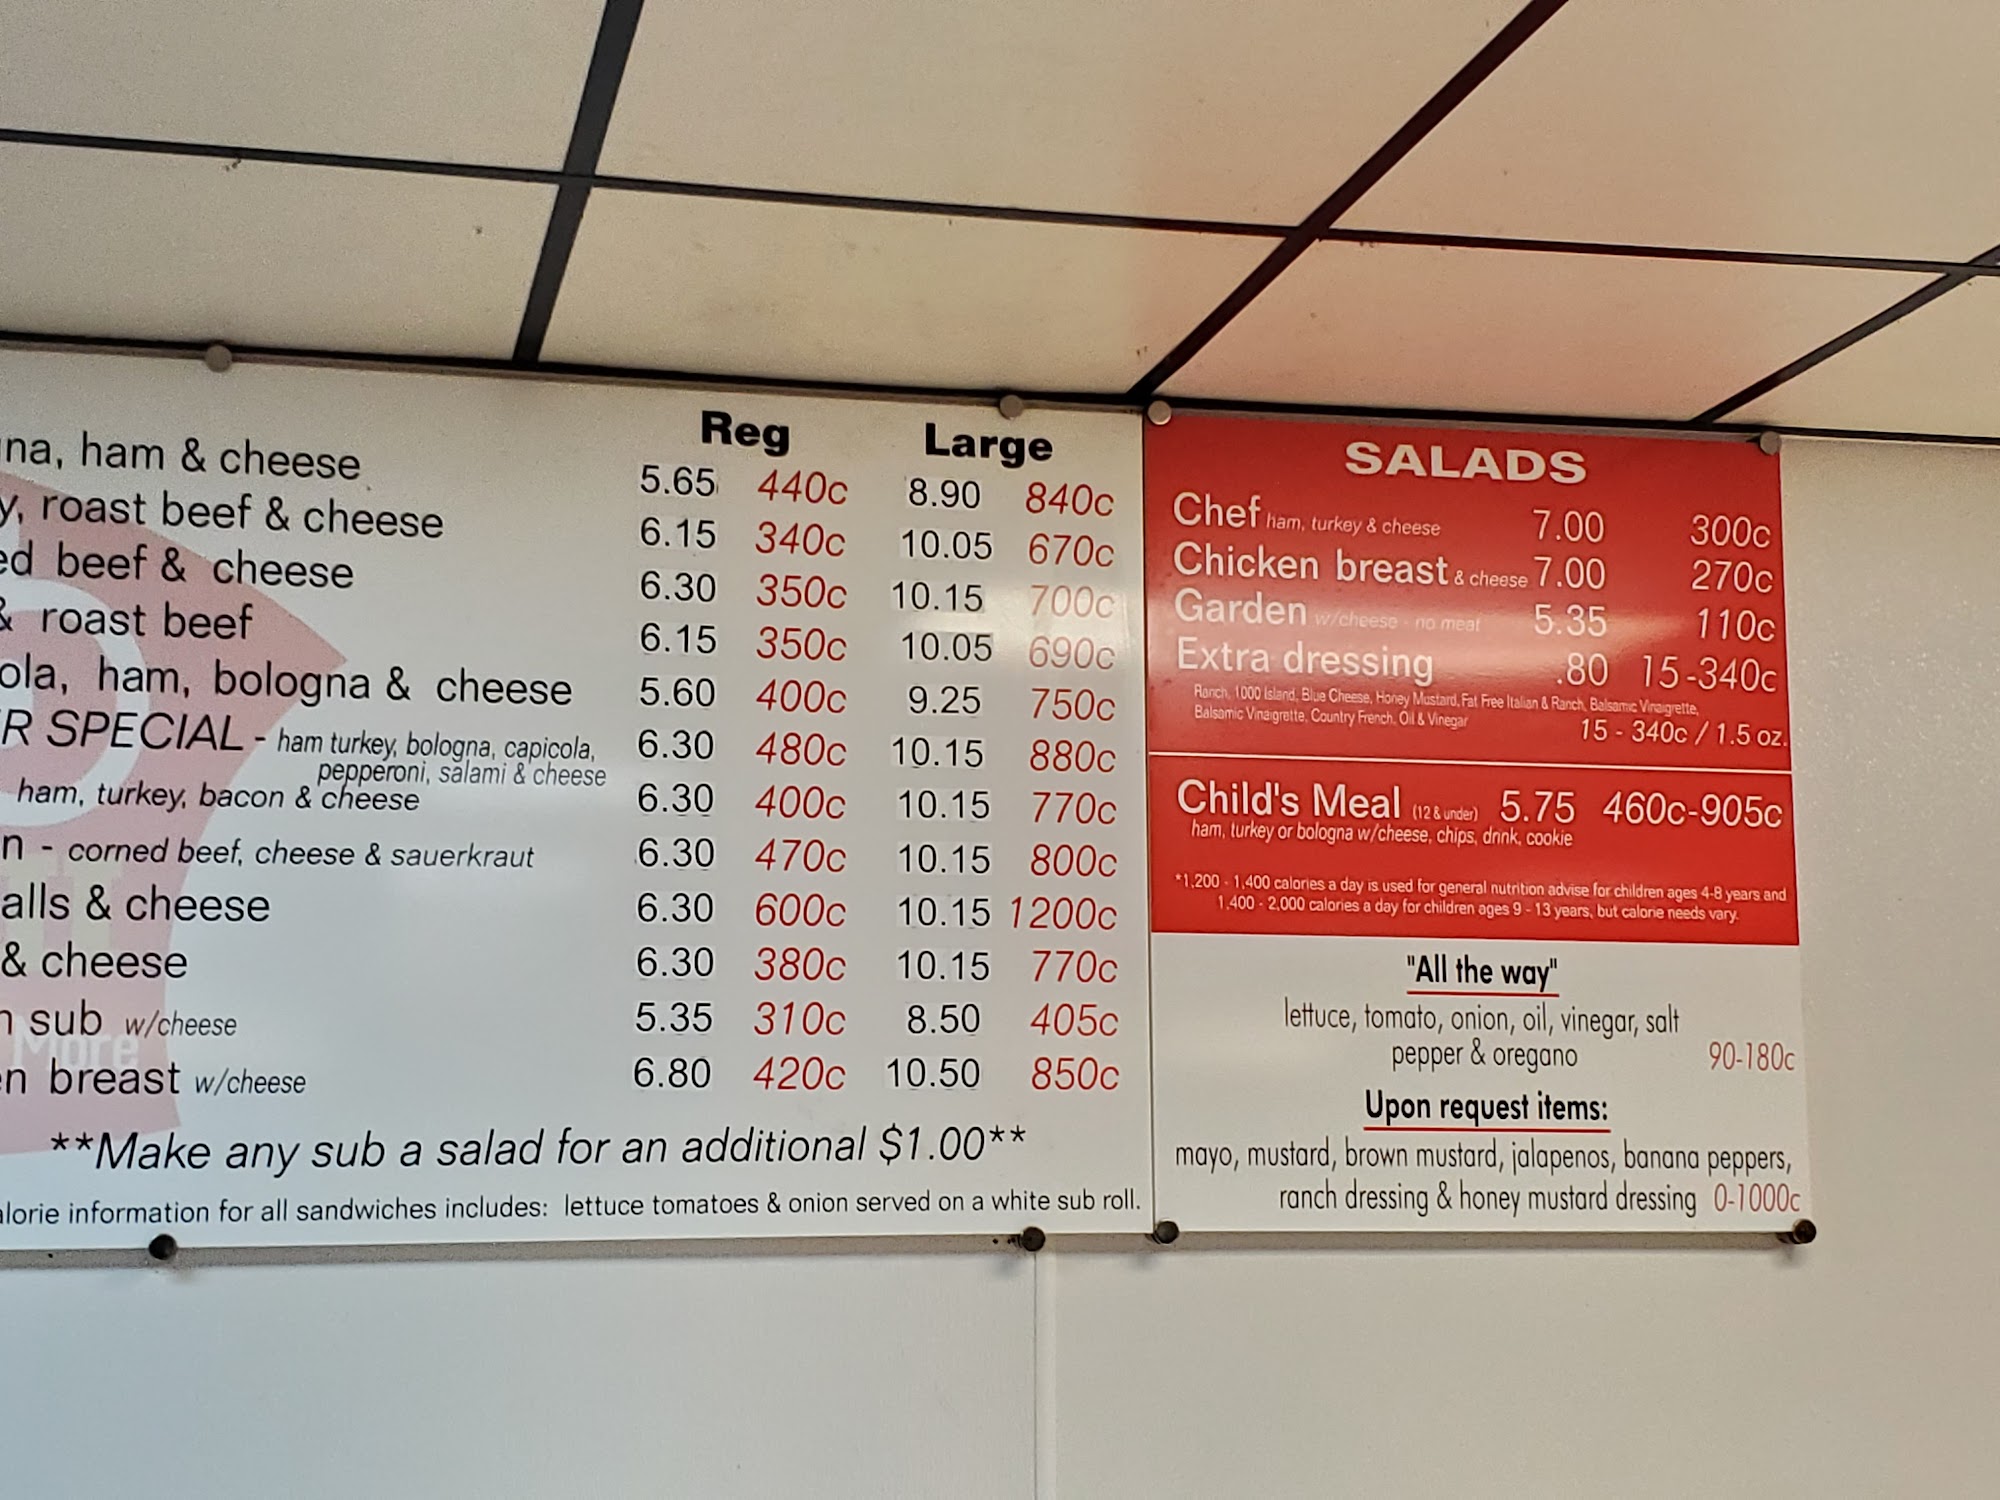 Reg Large
na, ham & cheese 5.65 440c 8.90 840c
y, roast beef & cheese 6.15 340c 10.05 670c
ed beef & cheese 6.30 350c 10.15 700c
& roast beef 6.15 350c 10.05 690c
ola, ham, bologna & cheese 5.60 400c 9.25 750c
R SPECIAL - ham turkey, bologna, capicola, 6.30 480c 10.15 880c
pepperoni, salami & cheese
ham, turkey, bacon & cheese 6.30 400c 10.15 770c
n - corned beef, cheese & sauerkraut 6.30 470c 10.15 800c
alls & cheese 6.30 600c 10.15 1200c
& cheese 6.30 380c 10.15 770c
n sub w/cheese 5.35 310c 8.50 405c
More
en breast w/cheese 6.80 420c 10.50 850c
**Make any sub a salad for an additional $1.00**
alorie information for all sandwiches includes: lettuce tomatoes & onion served on a white sub roll.
SALADS
Chef ham, turkey & cheese 7.00 300c
Chicken breast & cheese 7.00 270c
Garden w/cheese - no meat 5.35 110c
Extra dressing .80 15-340c
Ranch, 1000 Island, Blue Cheese, Honey Mustard, Fat Free Italian & Ranch, Balsamic Vinaigrette,
Balsamic Vinaigrette, Country French, Oil & Vinegar 15 - 340c / 1.5 oz.
Child's Meal (12 & under) 5.75 460c-905c
ham, turkey or bologna w/cheese, chips, drink, cookie
*1,200 - 1,400 calories a day is used for general nutrition advise for children ages 4-8 years and
1,400 - 2,000 calories a day for children ages 9 - 13 years, but calorie needs vary.
"All the way"
lettuce, tomato, onion, oil, vinegar, salt
pepper & oregano 90-180c
Upon request items:
mayo, mustard, brown mustard, jalapenos, banana peppers,
ranch dressing & honey mustard dressing 0-1000c